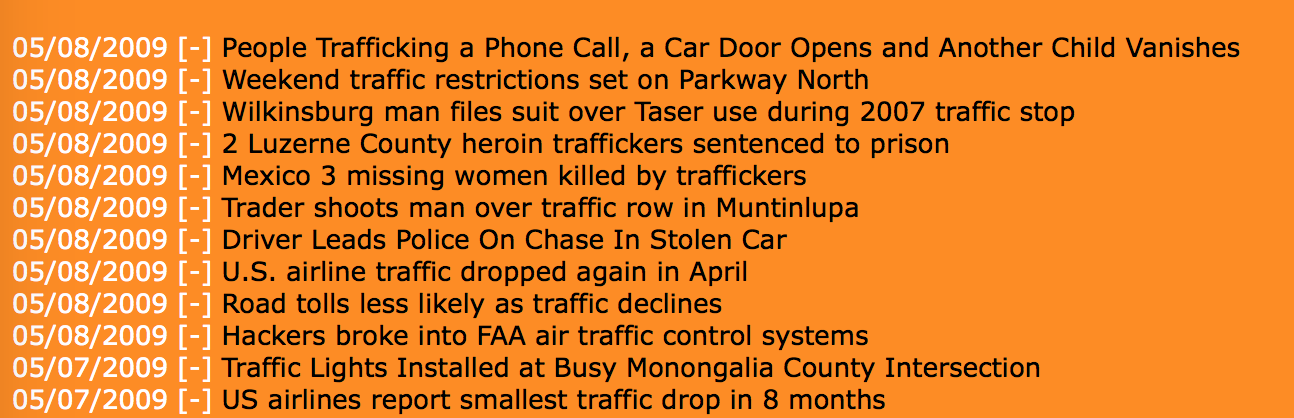 05/08/2009 [-] People Trafficking a Phone Call, a Car Door Opens and Another Child Vanishes
05/08/2009 [-] Weekend traffic restrictions set on Parkway North
05/08/2009 [-] Wilkinsburg man files suit over Taser use during 2007 traffic stop
05/08/2009 [-] 2 Luzerne County heroin traffickers sentenced to prison
05/08/2009 [-] Mexico 3 missing women killed by traffickers
05/08/2009 [-] Trader shoots man over traffic row in Muntinlupa
05/08/2009 [-] Driver Leads Police On Chase In Stolen Car
05/08/2009 [-] U.S. airline traffic dropped again in April
05/08/2009 [-] Road tolls less likely as traffic declines
05/08/2009 [-] Hackers broke into FAA air traffic control systems
05/07/2009 [-] Traffic Lights Installed at Busy Monongalia County Intersection
05/07/2009 [-] US airlines report smallest traffic drop in 8 months